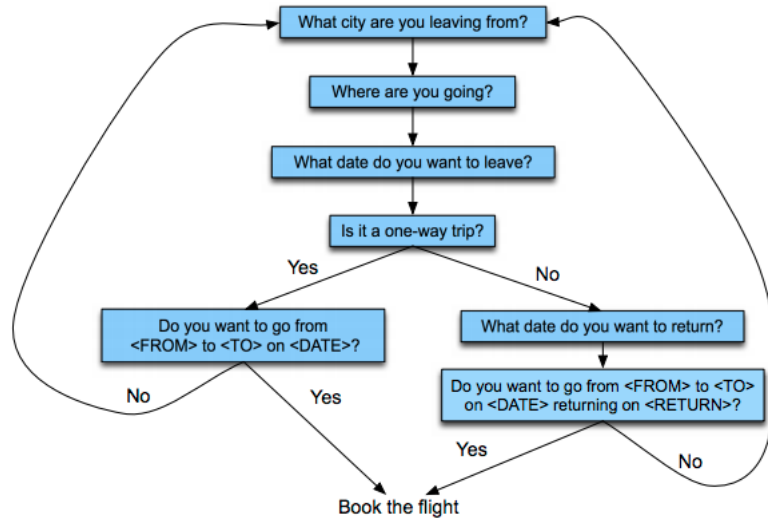 What city are you leaving from?
Where are you going?
What date do you want to leave?
Is it a one-way trip?
Yes
No
Do you want to go from
<FROM> to <TO> on <DATE>?
What date do you want to return?
Do you want to go from <FROM> to <TO>
on <DATE> returning on <RETURN>?
No
Yes
Yes
No
Book the flight